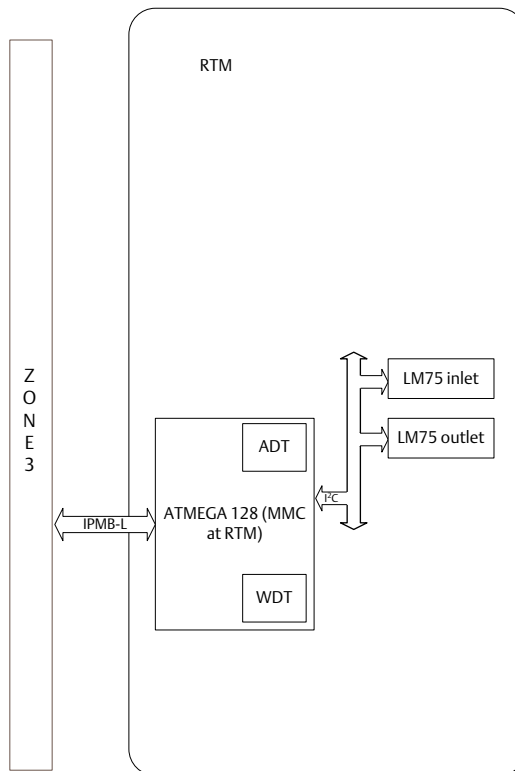 RTM
Z
O
N
E
3
LM75 inlet
LM75 outlet
ADT
I²C
ATMEGA 128 (MMC
at RTM)
IPMB-L
WDT